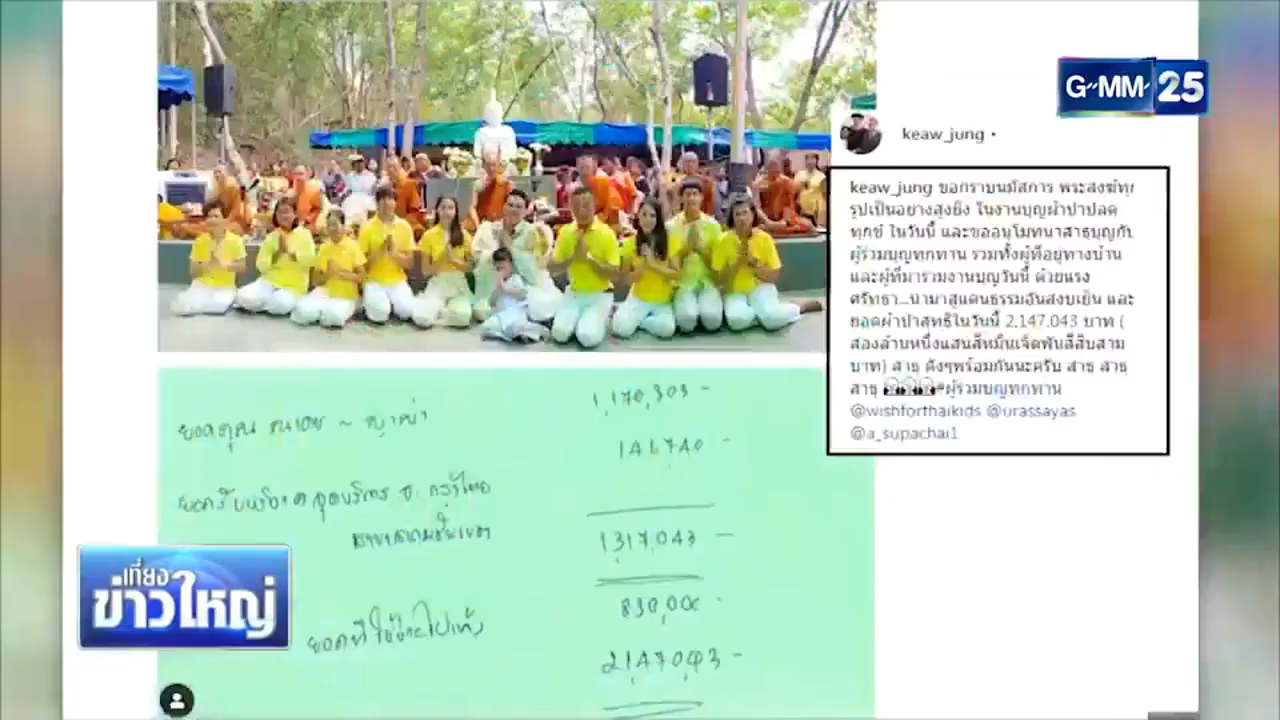 GMM 25
keaw_jung •
keaw_jung ขอกราบนมัสการ พระสงฆ์ทุก
รูปเป็นอย่างสูงยิ่ง ในงานบุญผ้าป่าปลด
ทุกข์ ในวันนี้ และขออนุโมทนาสาธุบุญกับ
ผู้ร่วมบุญทุกท่าน รวมทั้งผู้ที่อยู่ทางบ้าน
และผู้ที่มาร่วมงานบุญวันนี้ ด้วยแรง
ศรัทธา...นำมาสู่แดนธรรมอันสงบเย็น และ
ยอดผ้าป่าสุทธิในวันนี้ 2,147,043 บาท (
สองล้านหนึ่งแสนสี่หมื่นเจ็ดพันสี่สิบสาม
บาท) สาธุ ดังๆพร้อมกันนะครับ สาธุ สาธุ
สาธุ #ผู้ร่วมบุญทุกท่าน
@wishforthaikids @urassayas
@a_supachai1
1,170,303 -
146,740 -
1,317,043 -
830,000 -
2,147,043 -
เที่ยง
ข่าวใหญ่